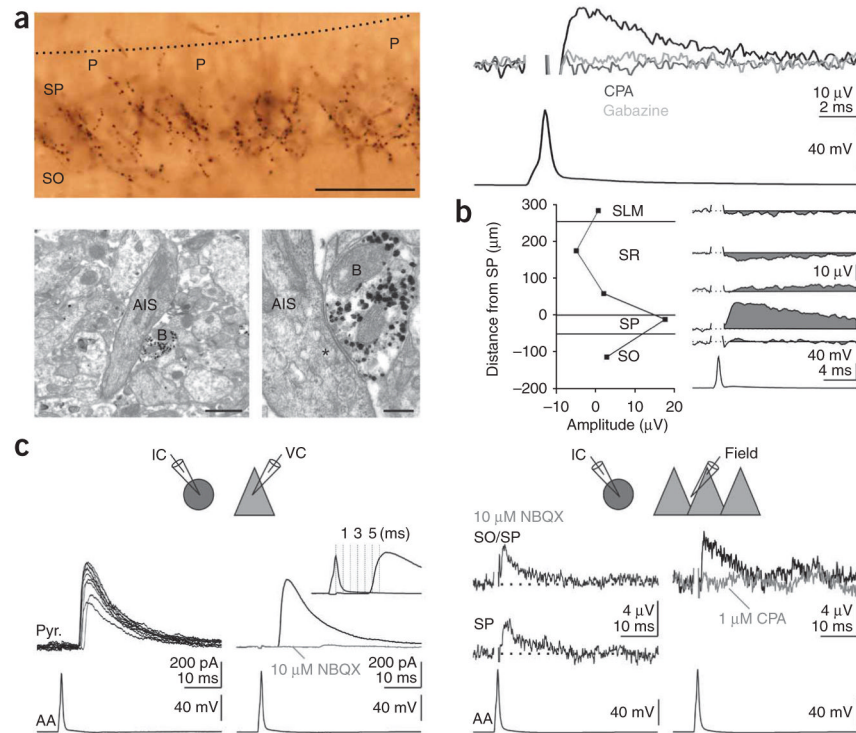 a
P
P
P
SP
SO
AIS
B
AIS
B
*
CPA
Gabazine
10 μV
2 ms
40 mV
b
Distance from SP (μm)
300
200
100
0
−100
−200
SLM
SR
SP
SO
−10
0
10
20
Amplitude (μV)
10 μV
40 mV
4 ms
c
IC
VC
1 3 5 (ms)
Pyr.
10 μM NBQX
200 pA
10 ms
200 pA
10 ms
40 mV
40 mV
AA
IC
Field
10 μM NBQX
SO/SP
1 μM CPA
4 μV
10 ms
4 μV
10 ms
SP
40 mV
40 mV
AA